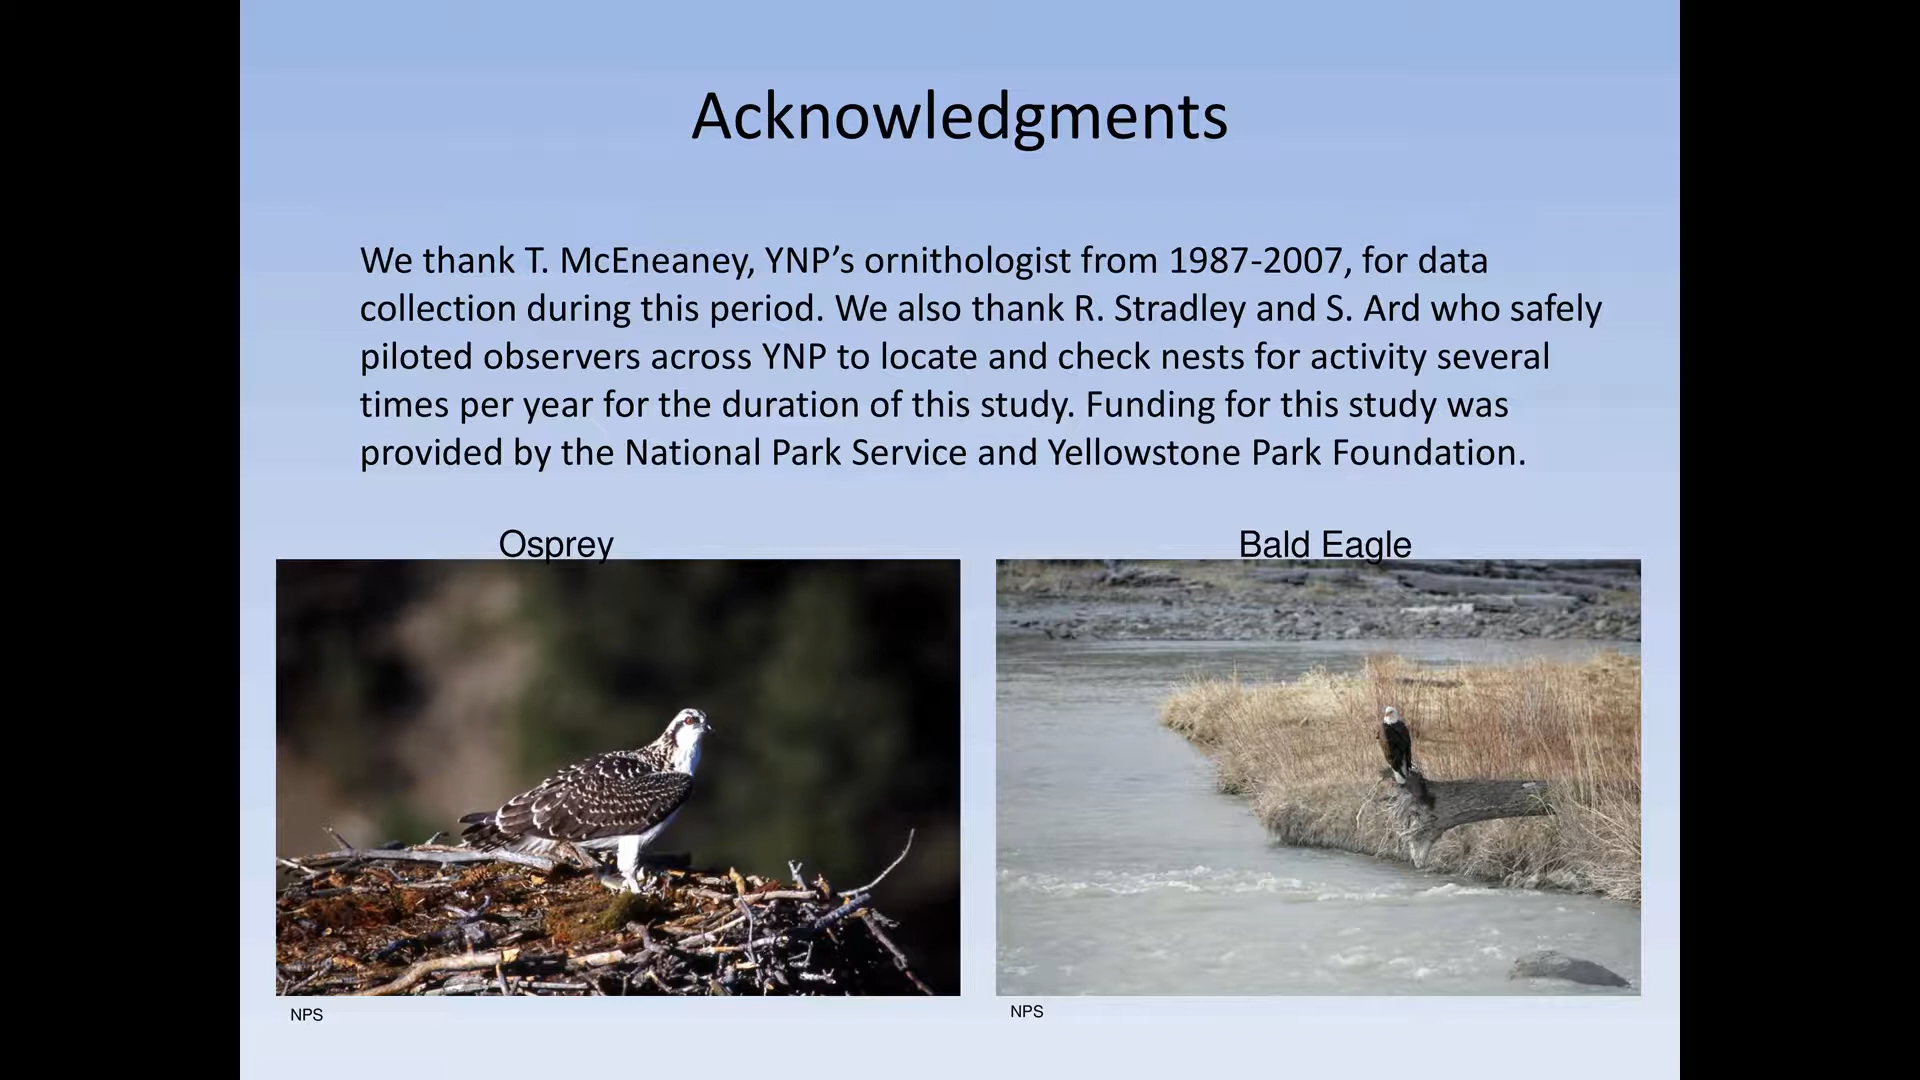 Acknowledgments
We thank T. McEneaney, YNP’s ornithologist from 1987-2007, for data
collection during this period. We also thank R. Stradley and S. Ard who safely
piloted observers across YNP to locate and check nests for activity several
times per year for the duration of this study. Funding for this study was
provided by the National Park Service and Yellowstone Park Foundation.
Osprey
Bald Eagle
NPS
NPS